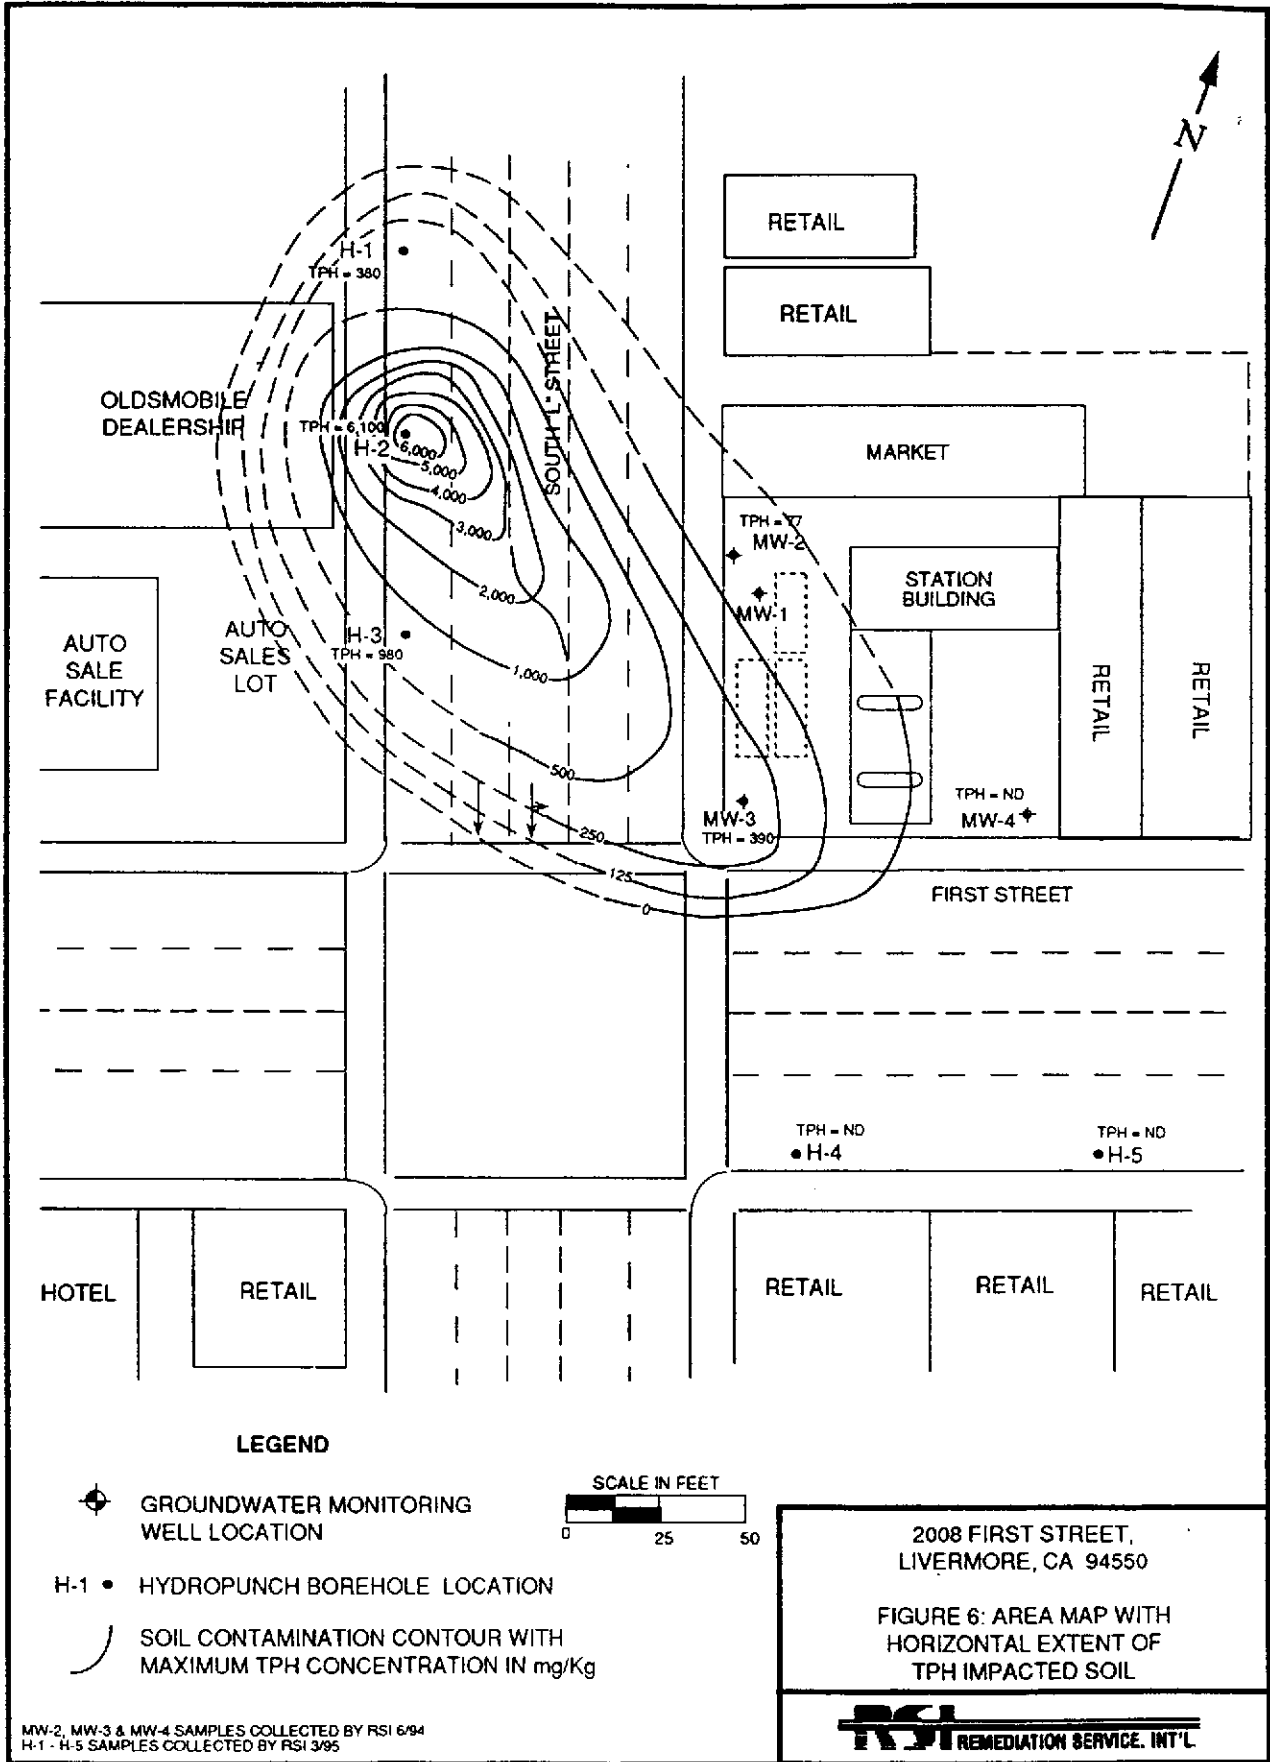 N
RETAIL
H-1
TPH = 380
RETAIL
SOUTH "L" STREET
OLDSMOBILE
DEALERSHIP
TPH = 6,100
H-2
6,000
5,000
4,000
3,000
2,000
1,000
500
250
125
0
MARKET
TPH = 77
MW-2
MW-1
STATION
BUILDING
AUTO
SALE
FACILITY
AUTO
SALES
LOT
H-3
TPH = 980
RETAIL
RETAIL
MW-3
TPH = 390
TPH = ND
MW-4
FIRST STREET
TPH = ND
H-4
TPH = ND
H-5
HOTEL
RETAIL
RETAIL
RETAIL
RETAIL
LEGEND
GROUNDWATER MONITORING
WELL LOCATION
H-1 • HYDROPUNCH BOREHOLE LOCATION
SOIL CONTAMINATION CONTOUR WITH
MAXIMUM TPH CONCENTRATION IN mg/Kg
SCALE IN FEET
0 25 50
2008 FIRST STREET,
LIVERMORE, CA 94550
FIGURE 6: AREA MAP WITH
HORIZONTAL EXTENT OF
TPH IMPACTED SOIL
RSI REMEDIATION SERVICE, INT'L
MW-2, MW-3 & MW-4 SAMPLES COLLECTED BY RSI 6/94
H-1 - H-5 SAMPLES COLLECTED BY RSI 3/95